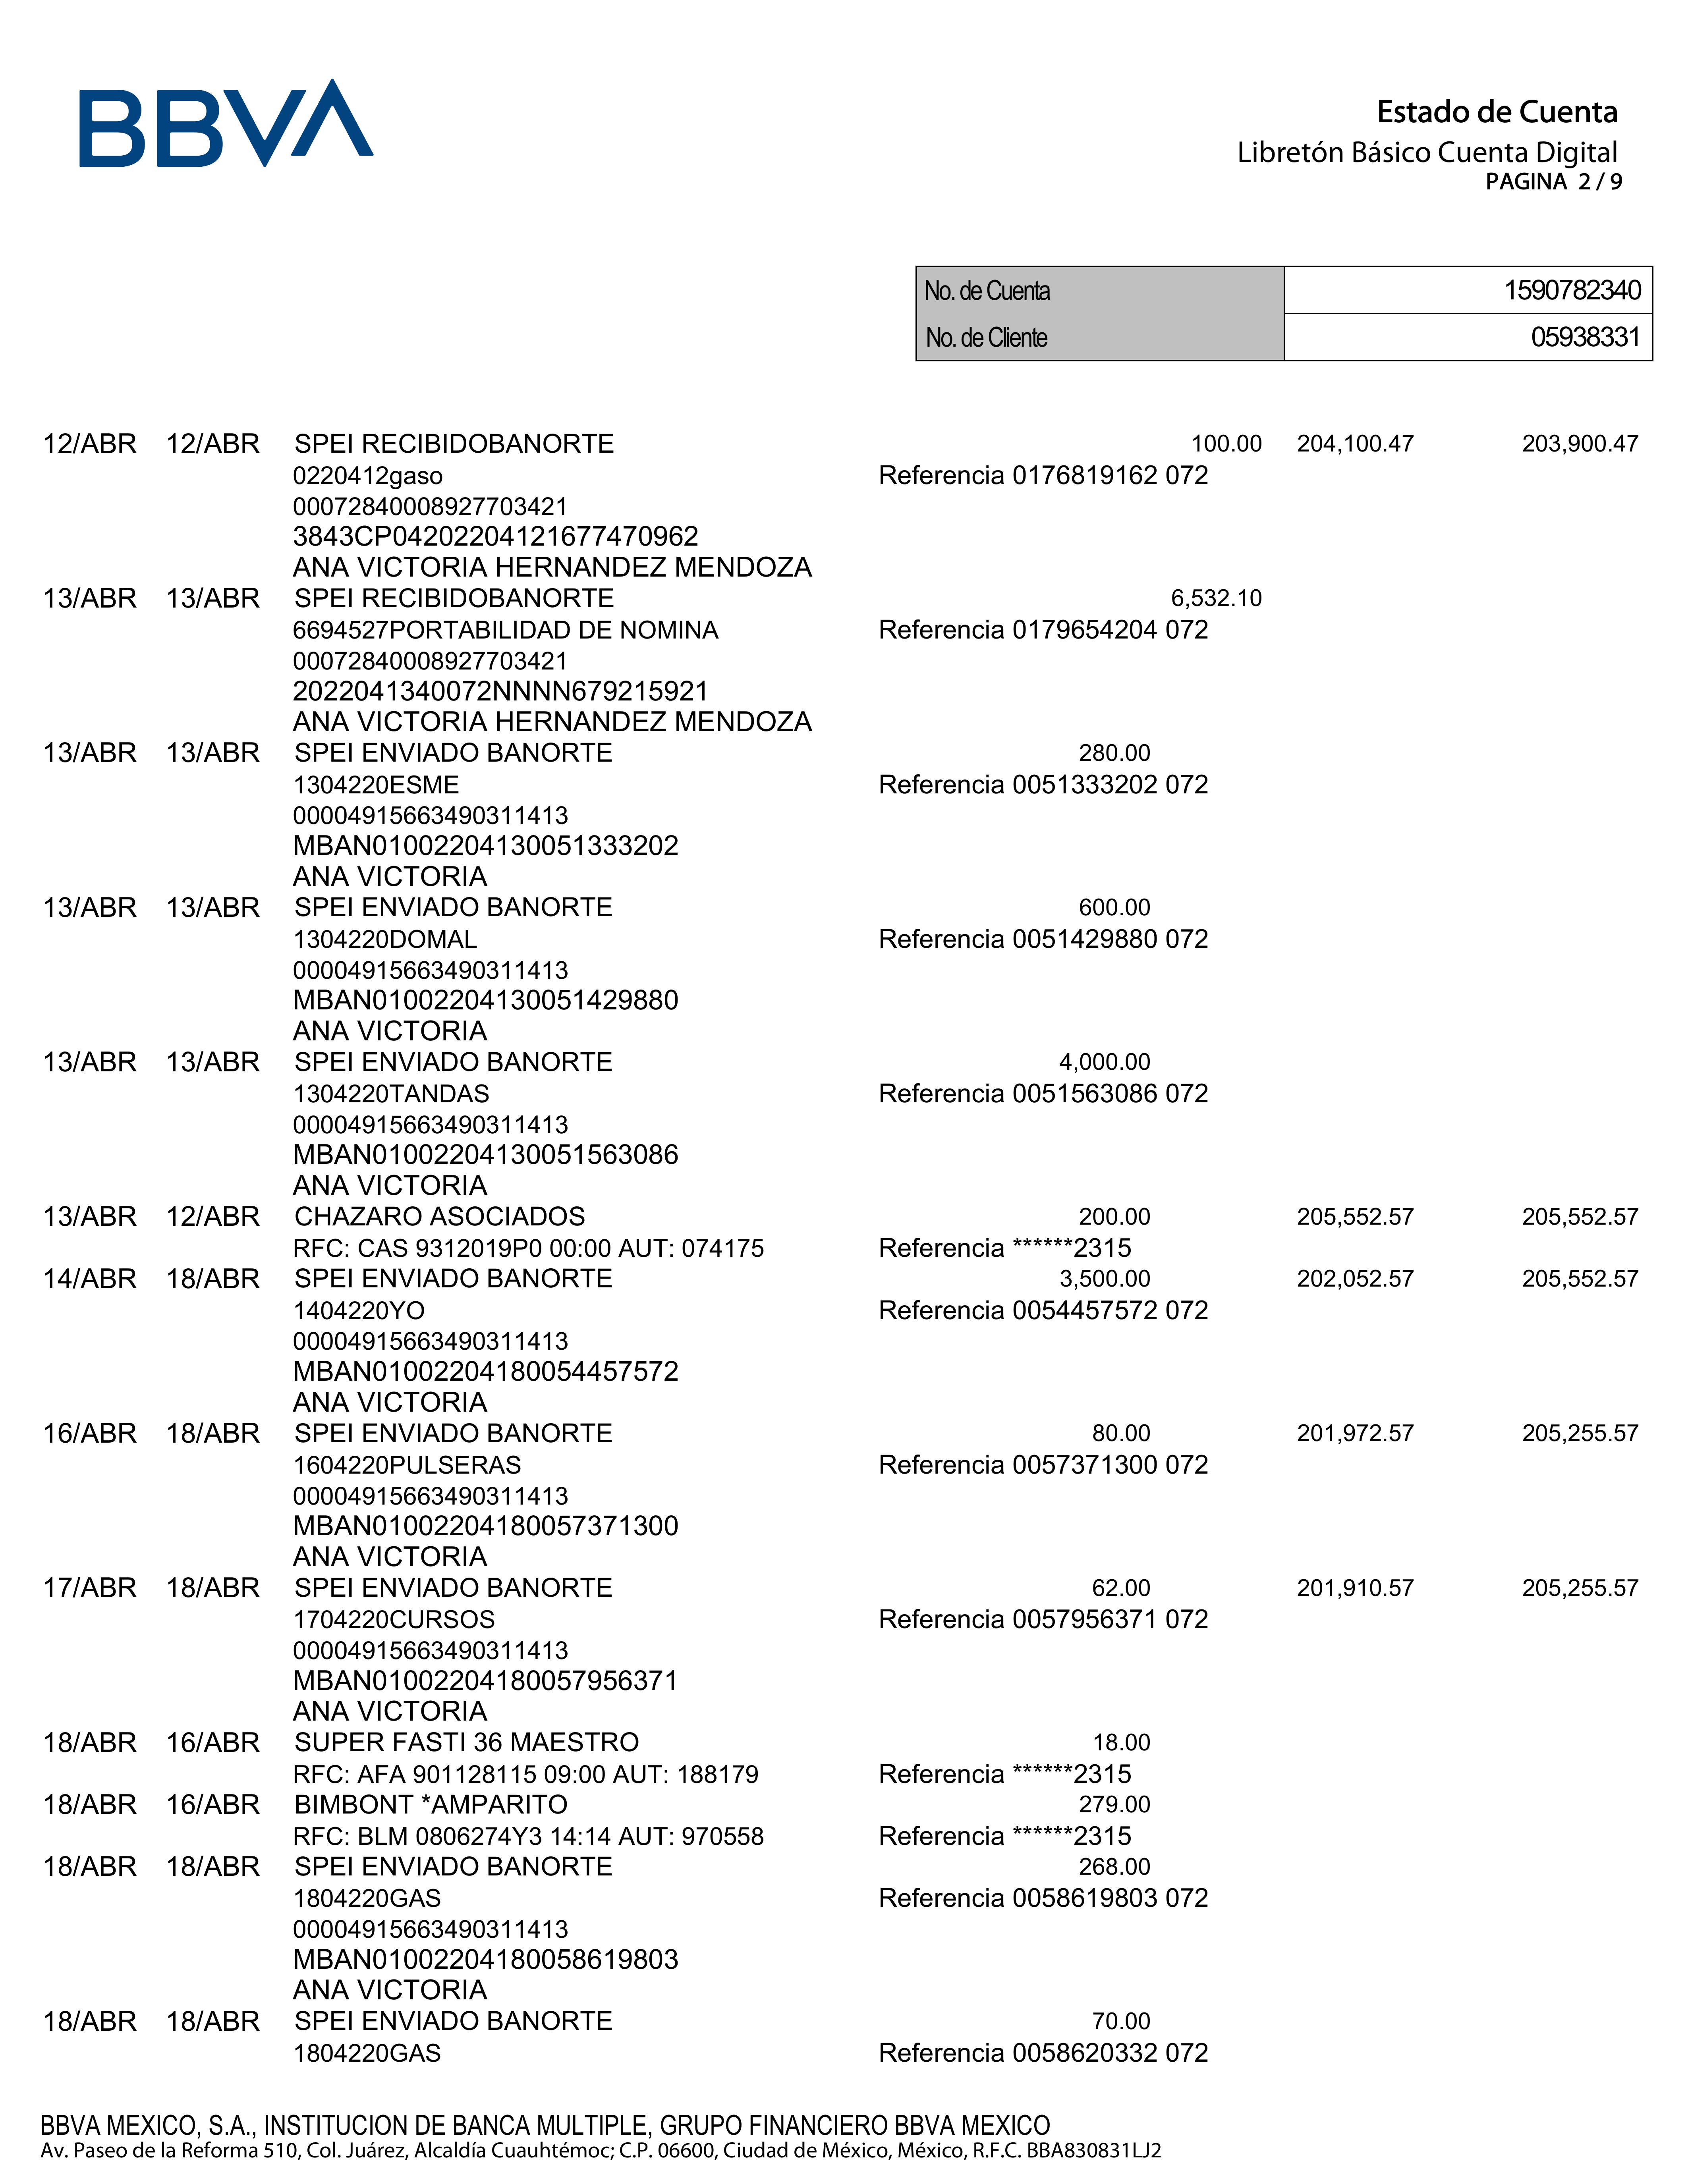 BBVA
Estado de Cuenta
Libretón Básico Cuenta Digital
PAGINA 2 / 9
No. de Cuenta 1590782340
No. de Cliente 05938331
12/ABR 12/ABR SPEI RECIBIDOBANORTE 100.00 204,100.47 203,900.47
0220412gaso Referencia 0176819162 072
00072840008927703421
3843CP04202204121677470962
ANA VICTORIA HERNANDEZ MENDOZA
13/ABR 13/ABR SPEI RECIBIDOBANORTE 6,532.10
6694527PORTABILIDAD DE NOMINA Referencia 0179654204 072
00072840008927703421
2022041340072NNNN679215921
ANA VICTORIA HERNANDEZ MENDOZA
13/ABR 13/ABR SPEI ENVIADO BANORTE 280.00
1304220ESME Referencia 0051333202 072
00004915663490311413
MBAN01002204130051333202
ANA VICTORIA
13/ABR 13/ABR SPEI ENVIADO BANORTE 600.00
1304220DOMAL Referencia 0051429880 072
00004915663490311413
MBAN01002204130051429880
ANA VICTORIA
13/ABR 13/ABR SPEI ENVIADO BANORTE 4,000.00
1304220TANDAS Referencia 0051563086 072
00004915663490311413
MBAN01002204130051563086
ANA VICTORIA
13/ABR 12/ABR CHAZARO ASOCIADOS 200.00 205,552.57 205,552.57
RFC: CAS 9312019P0 00:00 AUT: 074175 Referencia ******2315
14/ABR 18/ABR SPEI ENVIADO BANORTE 3,500.00 202,052.57 205,552.57
1404220YO Referencia 0054457572 072
00004915663490311413
MBAN01002204180054457572
ANA VICTORIA
16/ABR 18/ABR SPEI ENVIADO BANORTE 80.00 201,972.57 205,255.57
1604220PULSERAS Referencia 0057371300 072
00004915663490311413
MBAN01002204180057371300
ANA VICTORIA
17/ABR 18/ABR SPEI ENVIADO BANORTE 62.00 201,910.57 205,255.57
1704220CURSOS Referencia 0057956371 072
00004915663490311413
MBAN01002204180057956371
ANA VICTORIA
18/ABR 16/ABR SUPER FASTI 36 MAESTRO 18.00
RFC: AFA 901128115 09:00 AUT: 188179 Referencia ******2315
18/ABR 16/ABR BIMBONT *AMPARITO 279.00
RFC: BLM 0806274Y3 14:14 AUT: 970558 Referencia ******2315
18/ABR 18/ABR SPEI ENVIADO BANORTE 268.00
1804220GAS Referencia 0058619803 072
00004915663490311413
MBAN01002204180058619803
ANA VICTORIA
18/ABR 18/ABR SPEI ENVIADO BANORTE 70.00
1804220GAS Referencia 0058620332 072
BBVA MEXICO, S.A., INSTITUCION DE BANCA MULTIPLE, GRUPO FINANCIERO BBVA MEXICO
Av. Paseo de la Reforma 510, Col. Juárez, Alcaldía Cuauhtémoc; C.P. 06600, Ciudad de México, México, R.F.C. BBA830831LJ2